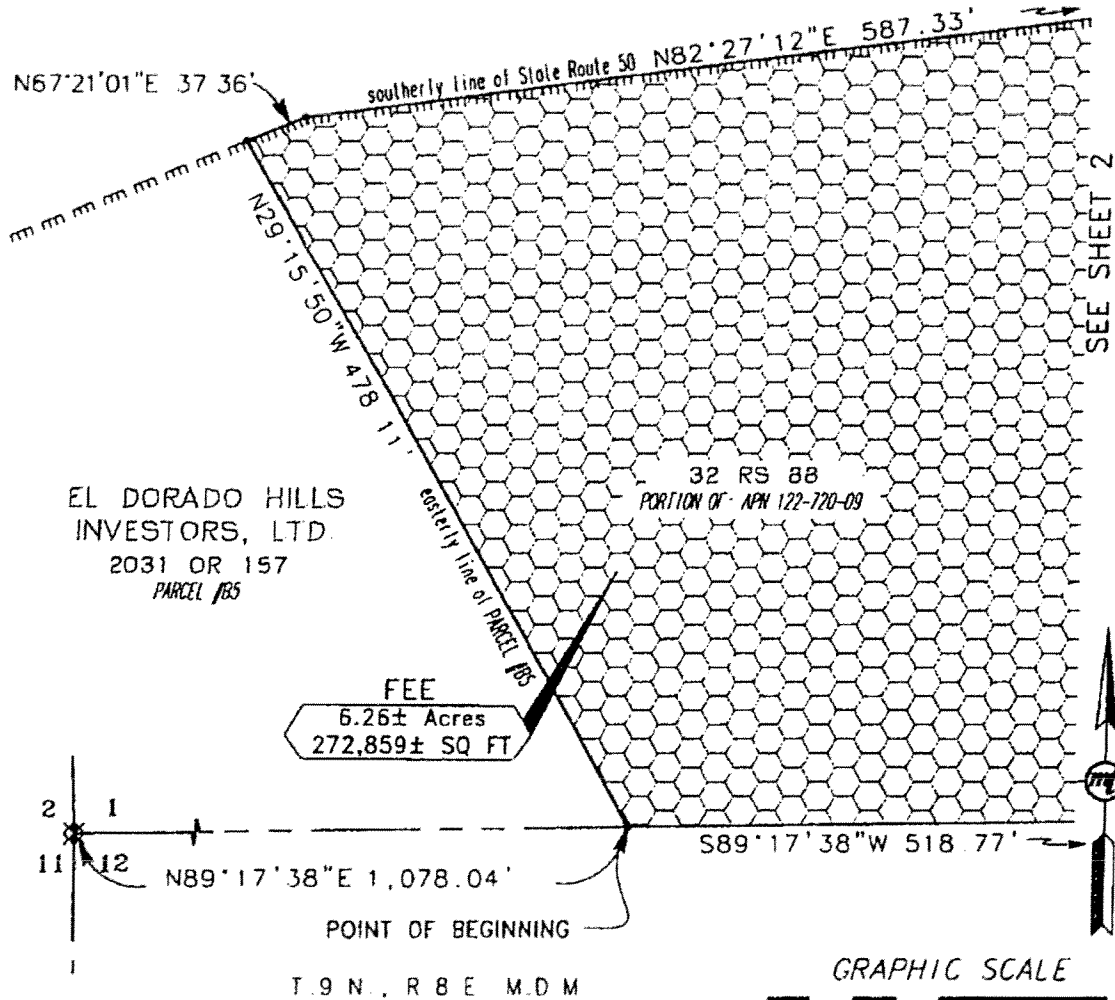 N82°27'12"E 587.33'
southerly line of State Route 50
N67°21'01"E 37 36'
SEE SHEET 2
N29°15'50"W 478 11'
32 RS 88
PORTION OF APN 122-720-09
EL DORADO HILLS
INVESTORS, LTD.
2031 OR 157
PARCEL #B5
easterly line of PARCEL #B5
FEE
6.26± Acres
272,859± SQ FT
2 1
11 12
S89°17'38"W 518.77'
N89°17'38"E 1,078.04'
POINT OF BEGINNING
T.9 N., R 8 E M.D M
GRAPHIC SCALE